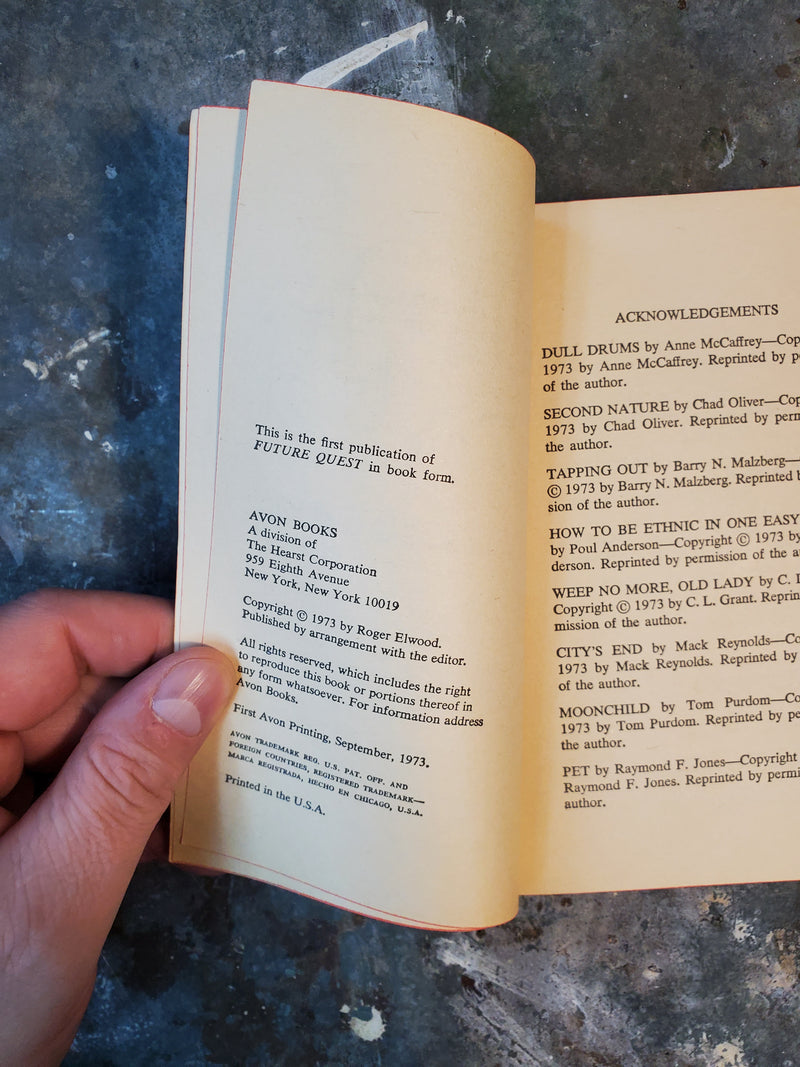 This is the first publication of
FUTURE QUEST in book form.
AVON BOOKS
A division of
The Hearst Corporation
959 Eighth Avenue
New York, New York 10019
Copyright © 1973 by Roger Elwood.
Published by arrangement with the editor.
All rights reserved, which includes the right
to reproduce this book or portions thereof in
any form whatsoever. For information address
Avon Books.
First Avon Printing, September, 1973.
AVON TRADEMARK REG. U.S. PAT. OFF. AND
FOREIGN COUNTRIES, REGISTERED TRADEMARK—
MARCA REGISTRADA, HECHO EN CHICAGO, U.S.A.
Printed in the U.S.A.
ACKNOWLEDGEMENTS
DULL DRUMS by Anne McCaffrey—Cop
1973 by Anne McCaffrey. Reprinted by p
of the author.
SECOND NATURE by Chad Oliver—Cop
1973 by Chad Oliver. Reprinted by perm
the author.
TAPPING OUT by Barry N. Malzberg—
© 1973 by Barry N. Malzberg. Reprinted
sion of the author.
HOW TO BE ETHNIC IN ONE EASY
by Poul Anderson—Copyright © 1973 by
derson. Reprinted by permission of the a
WEEP NO MORE, OLD LADY by C. L
Copyright © 1973 by C. L. Grant. Reprin
mission of the author.
CITY'S END by Mack Reynolds—Co
1973 by Mack Reynolds. Reprinted by
of the author.
MOONCHILD by Tom Purdom—Co
1973 by Tom Purdom. Reprinted by p
the author.
PET by Raymond F. Jones—Copyright
Raymond F. Jones. Reprinted by permi
author.